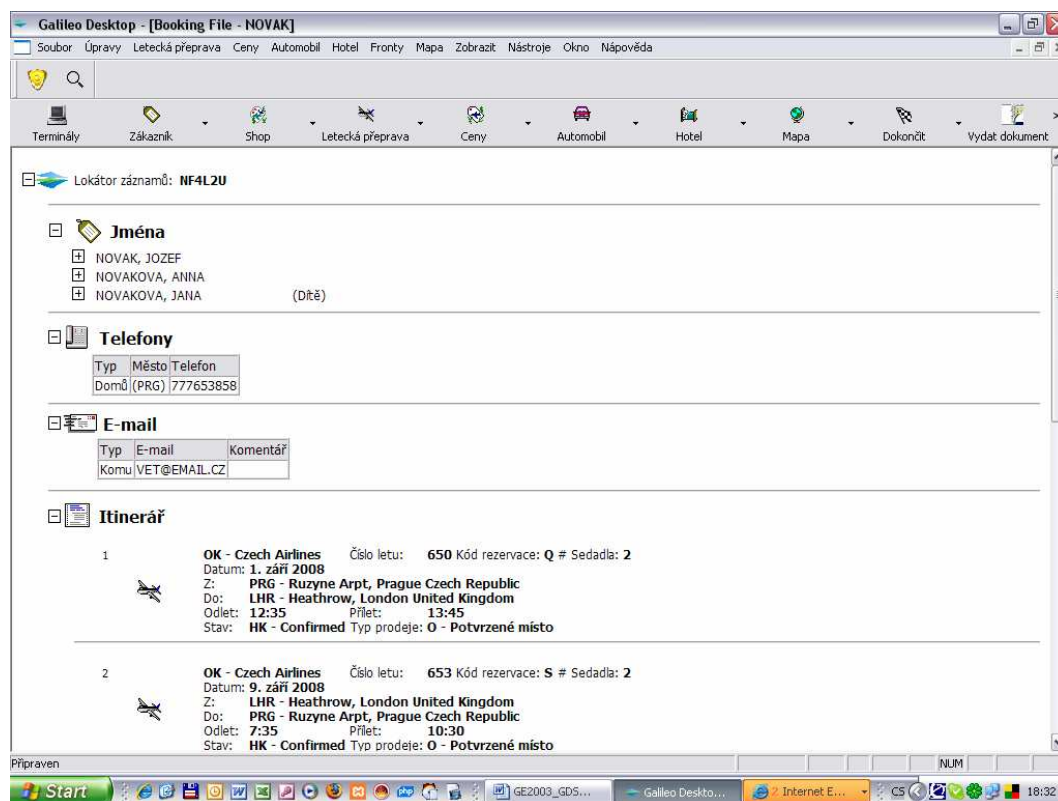 Galileo Desktop - [Booking File - NOVAK]
Soubor Úpravy Letecká přeprava Ceny Automobil Hotel Fronty Mapa Zobrazit Nástroje Okno Nápověda
Terminály Zákazník Shop Letecká přeprava Ceny Automobil Hotel Mapa Dokončit Vydat dokument
Lokátor záznamů: NF4L2U
Jména
NOVAK, JOZEF
NOVAKOVA, ANNA
NOVAKOVA, JANA (Dítě)
Telefony
Typ Město Telefon
Domů (PRG) 777653858
E-mail
Typ E-mail Komentář
Komu VET@EMAIL.CZ
Itinerář
1 OK - Czech Airlines Číslo letu: 650 Kód rezervace: Q # Sedadla: 2
Datum: 1. září 2008
Z: PRG - Ruzyne Arpt, Prague Czech Republic
Do: LHR - Heathrow, London United Kingdom
Odlet: 12:35 Přílet: 13:45
Stav: HK - Confirmed Typ prodeje: O - Potvrzené místo
2 OK - Czech Airlines Číslo letu: 653 Kód rezervace: S # Sedadla: 2
Datum: 9. září 2008
Z: LHR - Heathrow, London United Kingdom
Do: PRG - Ruzyne Arpt, Prague Czech Republic
Odlet: 7:35 Přílet: 10:30
Stav: HK - Confirmed Typ prodeje: O - Potvrzené místo
Připraven NUM
Start GE2003_GDS... Galileo Deskto... 2 Internet E... CS 18:32